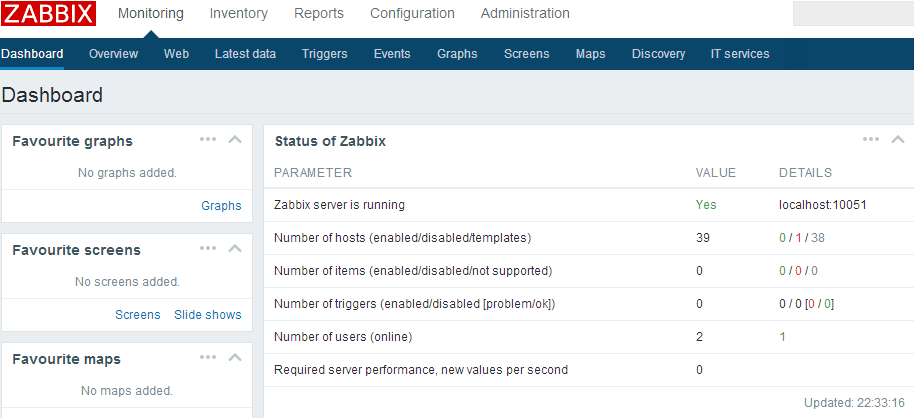 ZABBIX Monitoring Inventory Reports Configuration Administration
Dashboard Overview Web Latest data Triggers Events Graphs Screens Maps Discovery IT services
Dashboard
Favourite graphs
No graphs added.
Graphs
Favourite screens
No screens added.
Screens Slide shows
Favourite maps
No maps added.
Status of Zabbix
PARAMETER VALUE DETAILS
Zabbix server is running Yes localhost:10051
Number of hosts (enabled/disabled/templates) 39 0 / 1 / 38
Number of items (enabled/disabled/not supported) 0 0 / 0 / 0
Number of triggers (enabled/disabled [problem/ok]) 0 0 / 0 [0 / 0]
Number of users (online) 2 1
Required server performance, new values per second 0
Updated: 22:33:16